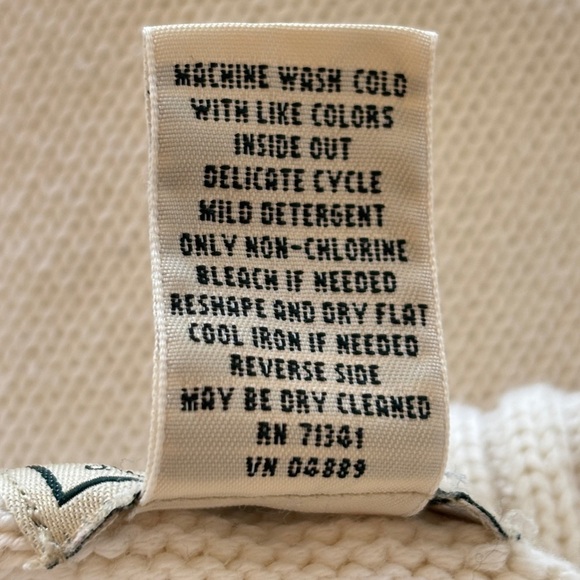 MACHINE WASH COLD
WITH LIKE COLORS
INSIDE OUT
DELICATE CYCLE
MILD DETERGENT
ONLY NON-CHLORINE
BLEACH IF NEEDED
RESHAPE AND DRY FLAT
COOL IRON IF NEEDED
REVERSE SIDE
MAY BE DRY CLEANED
RN 71341
VN 04889